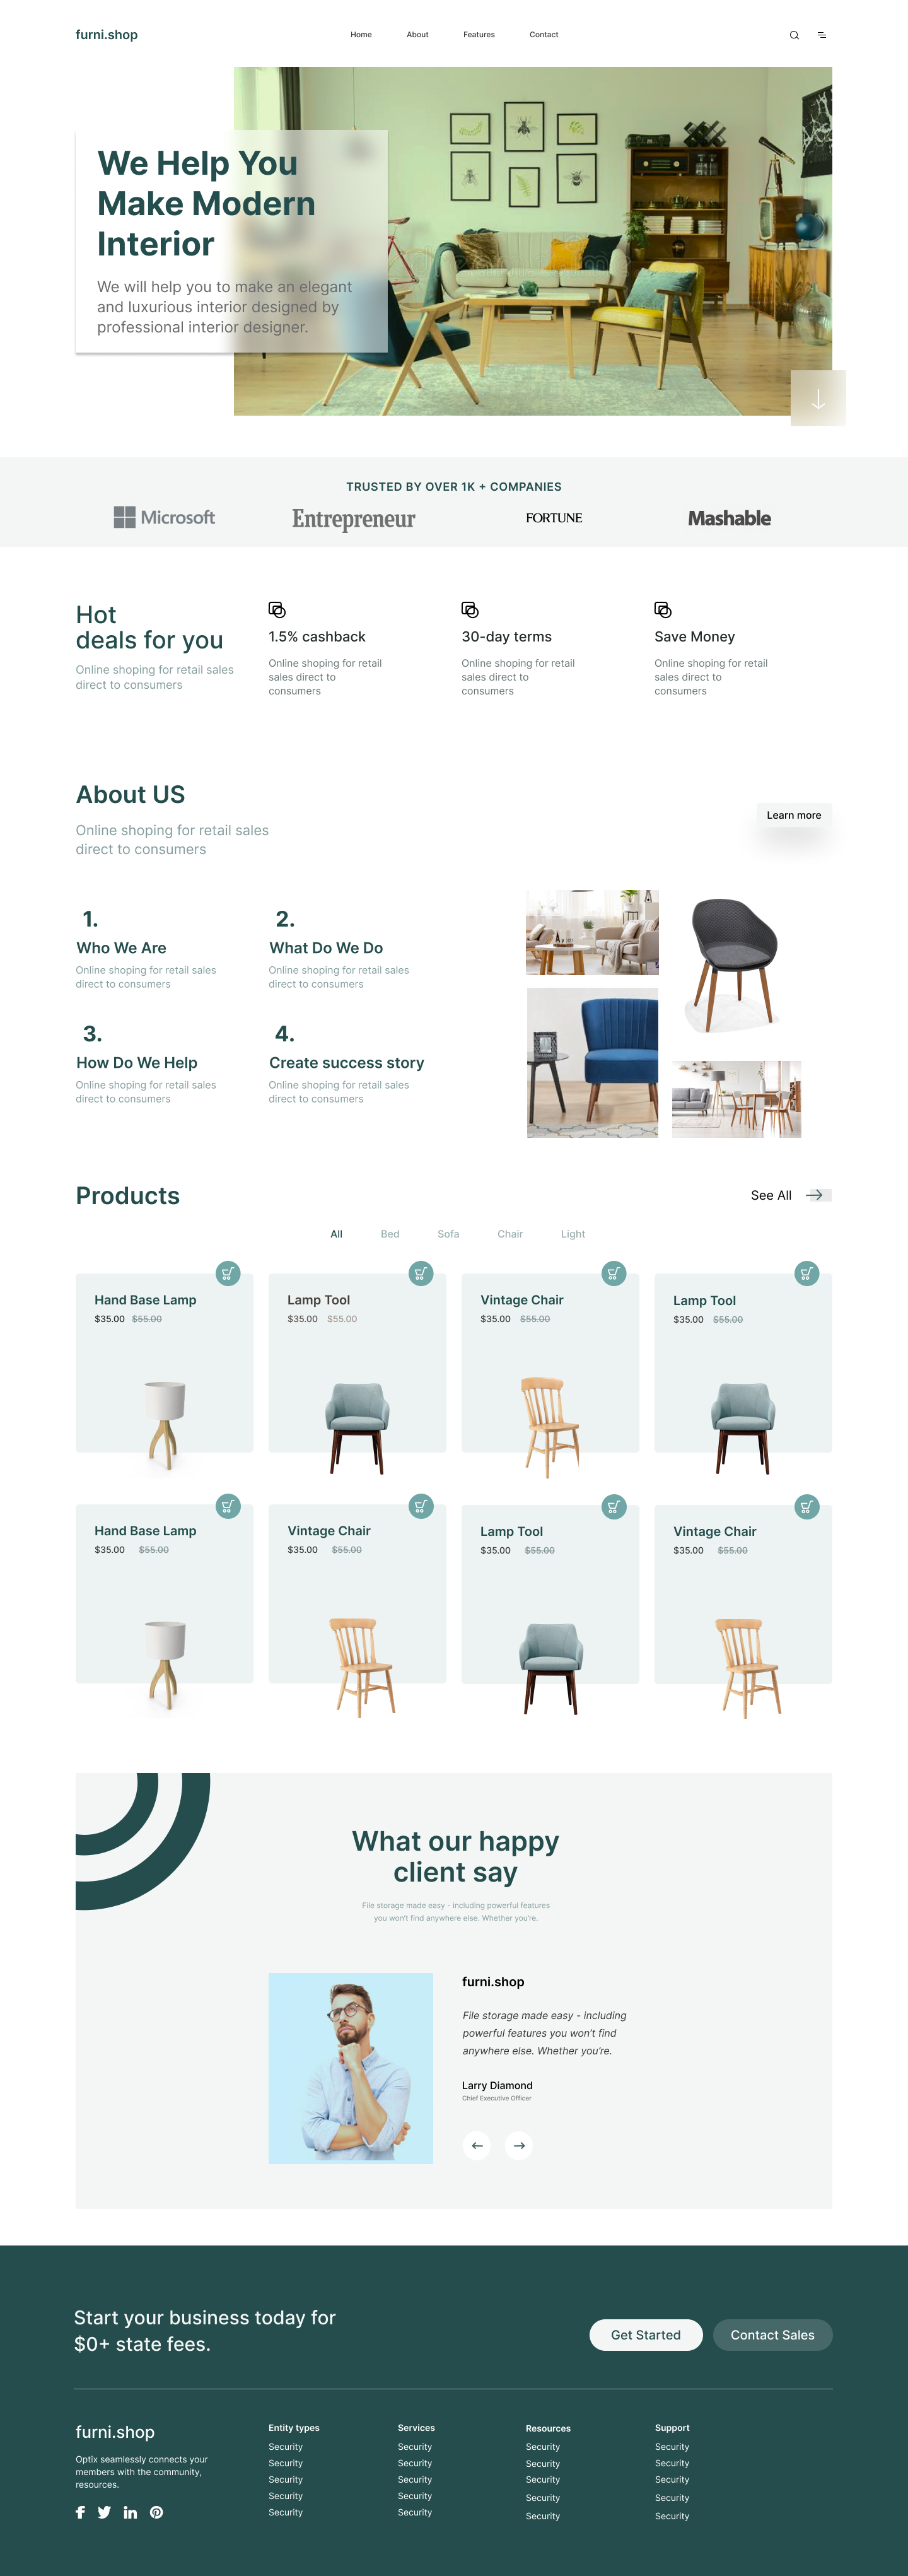 furni.shop
Home About Features Contact
We Help You
Make Modern
Interior
We will help you to make an elegant
and luxurious interior designed by
professional interior designer.
TRUSTED BY OVER 1K + COMPANIES
Microsoft Entrepreneur FORTUNE Mashable
Hot
deals for you
Online shoping for retail sales
direct to consumers
1.5% cashback
Online shoping for retail
sales direct to
consumers
30-day terms
Online shoping for retail
sales direct to
consumers
Save Money
Online shoping for retail
sales direct to
consumers
About US
Online shoping for retail sales
direct to consumers
Learn more
1.
Who We Are
Online shoping for retail sales
direct to consumers
2.
What Do We Do
Online shoping for retail sales
direct to consumers
3.
How Do We Help
Online shoping for retail sales
direct to consumers
4.
Create success story
Online shoping for retail sales
direct to consumers
Products
See All
All Bed Sofa Chair Light
Hand Base Lamp
$35.00 $55.00
Lamp Tool
$35.00 $55.00
Vintage Chair
$35.00 $55.00
Lamp Tool
$35.00 $55.00
Hand Base Lamp
$35.00 $55.00
Vintage Chair
$35.00 $55.00
Lamp Tool
$35.00 $55.00
Vintage Chair
$35.00 $55.00
What our happy
client say
File storage made easy - including powerful features
you won't find anywhere else. Whether you're.
furni.shop
File storage made easy - including
powerful features you won't find
anywhere else. Whether you're.
Larry Diamond
Chief Executive Officer
Start your business today for
$0+ state fees.
Get Started
Contact Sales
furni.shop
Optix seamlessly connects your
members with the community,
resources.
Entity types
Security
Security
Security
Security
Security
Services
Security
Security
Security
Security
Security
Resources
Security
Security
Security
Security
Security
Support
Security
Security
Security
Security
Security